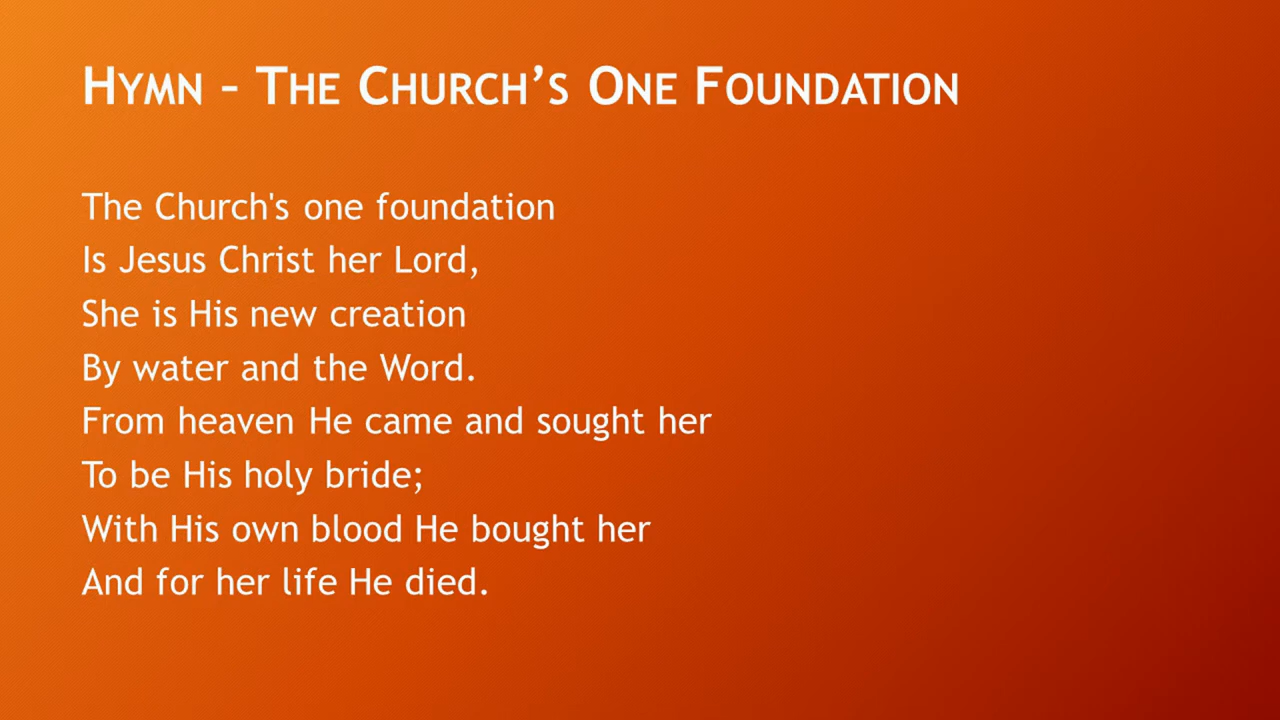 Hymn – The Church’s One Foundation
The Church's one foundation
Is Jesus Christ her Lord,
She is His new creation
By water and the Word.
From heaven He came and sought her
To be His holy bride;
With His own blood He bought her
And for her life He died.